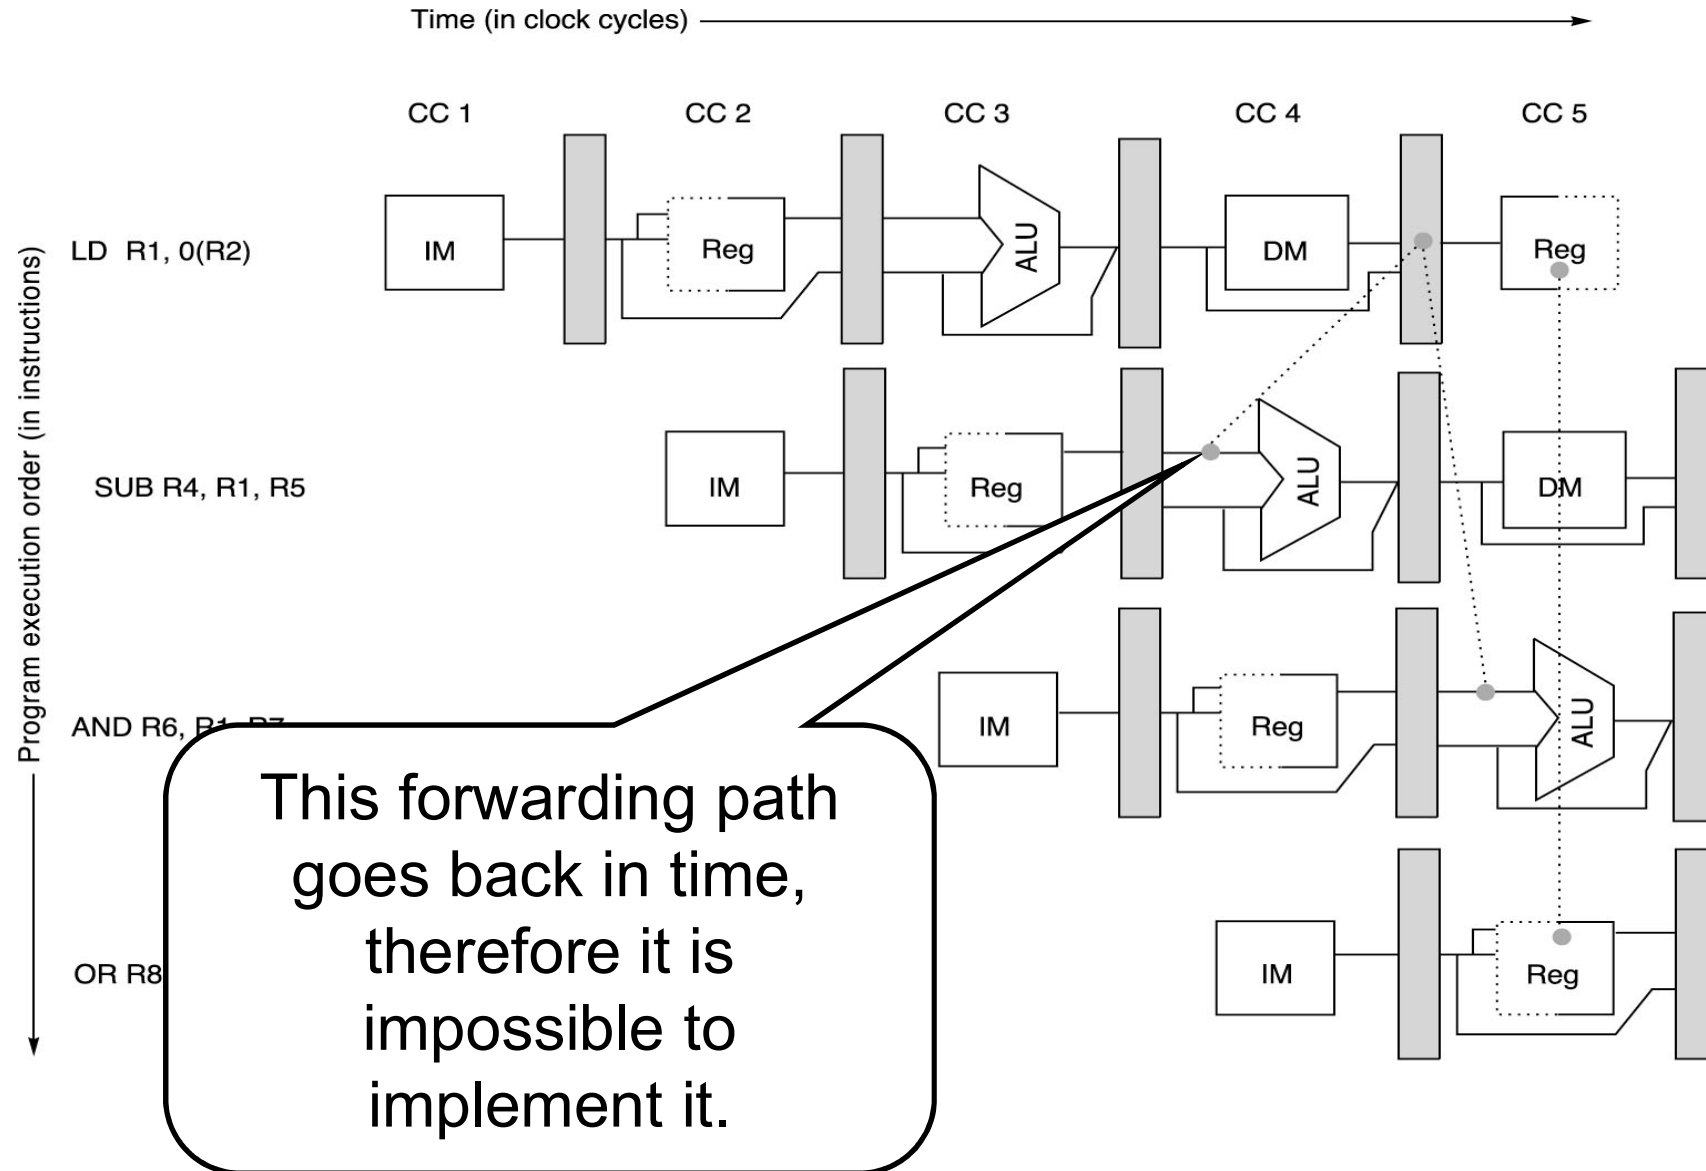 Time (in clock cycles)
CC 1 CC 2 CC 3 CC 4 CC 5
Program execution order (in instructions)
LD R1, 0(R2)
IM Reg ALU DM Reg
SUB R4, R1, R5
IM Reg ALU DM
AND R6, R1, R7
IM Reg ALU
OR R8
IM Reg
This forwarding path
goes back in time,
therefore it is
impossible to
implement it.